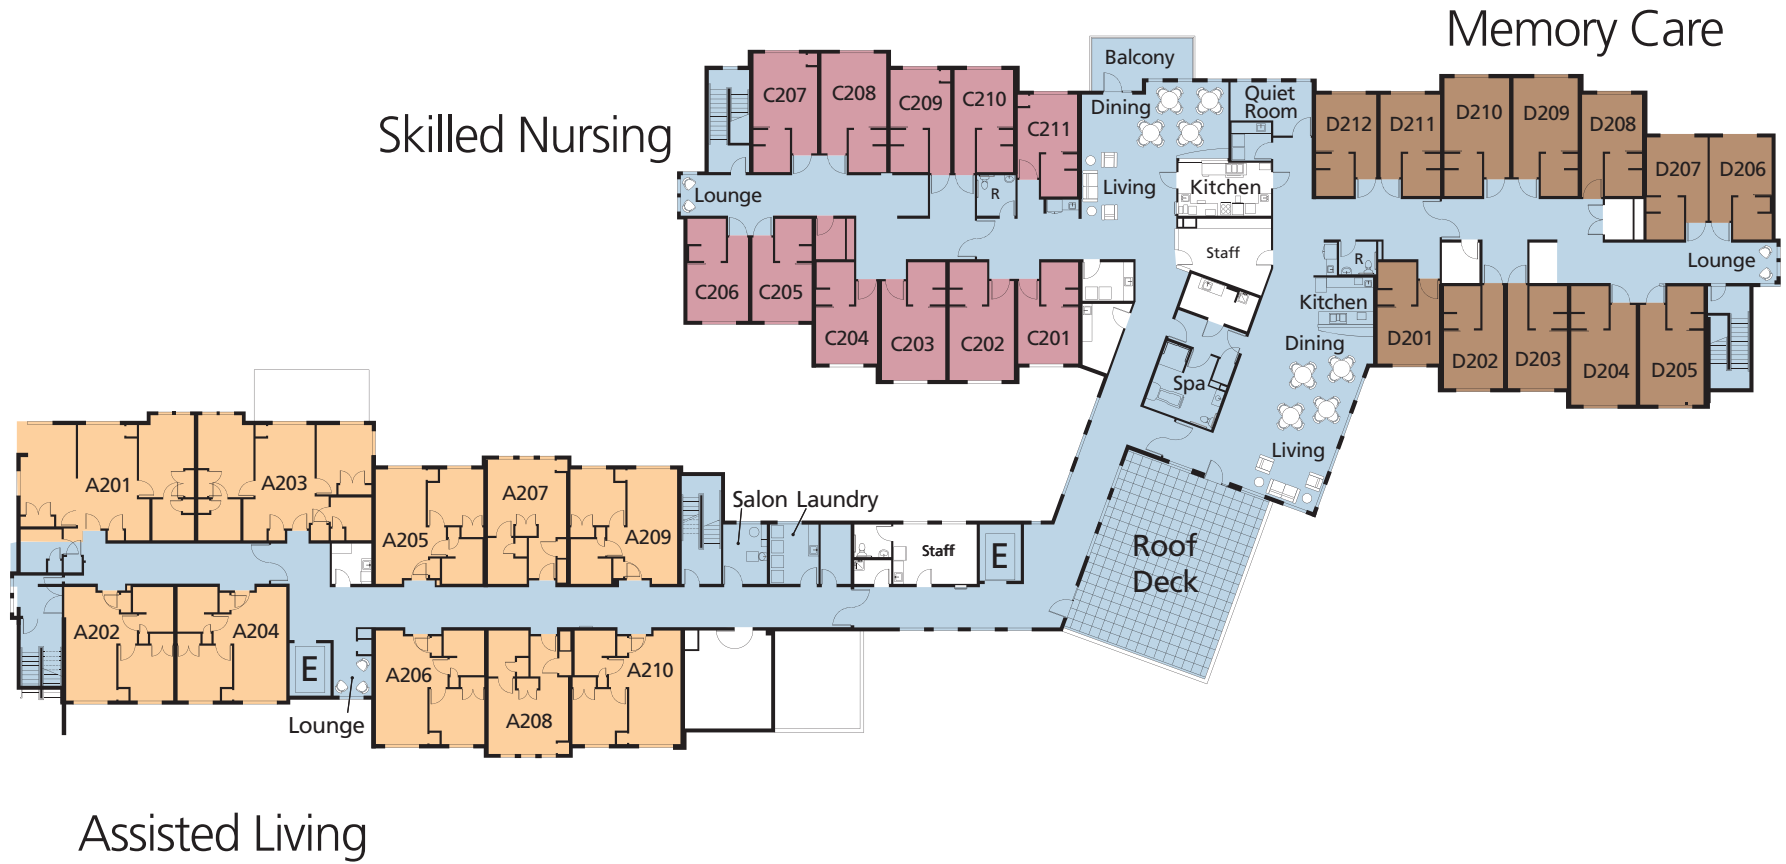 Memory Care
Skilled Nursing
Balcony
Dining
Quiet
Room
C207
C208
C209
C210
C211
D212
D211
D210
D209
D208
D207
D206
Lounge
R
Living
Kitchen
Staff
R
Lounge
C206
C205
C204
C203
C202
C201
Kitchen
Dining
D201
D202
D203
D204
D205
Spa
Living
A201
A203
A205
A207
A209
Salon
Laundry
Staff
E
Roof
Deck
A202
A204
E
Lounge
A206
A208
A210
Assisted Living